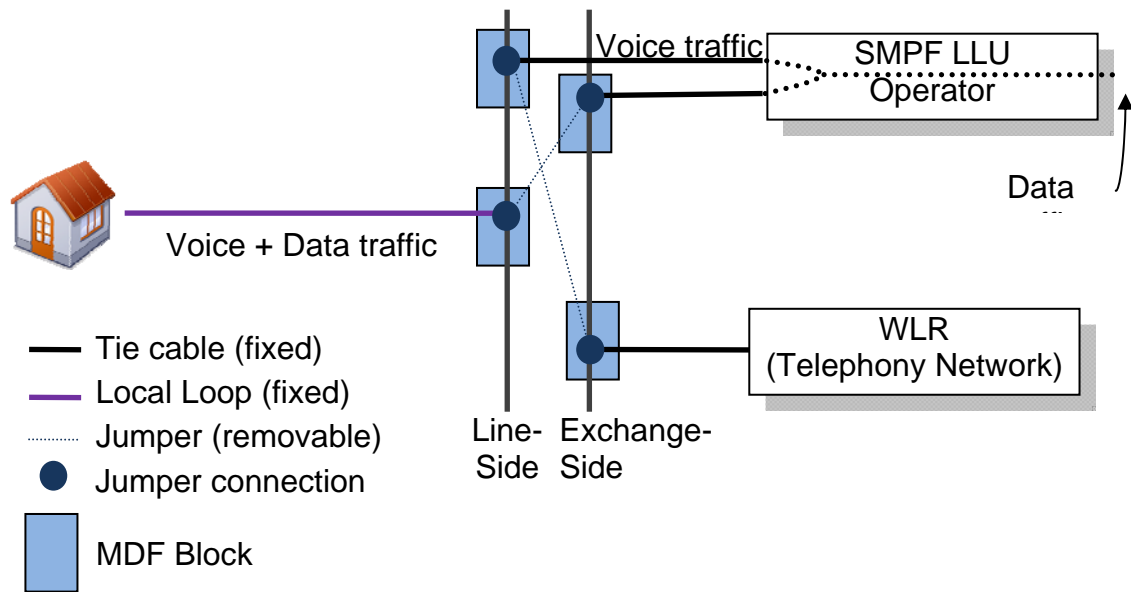 Voice traffic
SMPF LLU
Operator
Data
Voice + Data traffic
WLR
(Telephony Network)
Tie cable (fixed)
Local Loop (fixed)
Jumper (removable)
Jumper connection
MDF Block
Line-
Side
Exchange-
Side